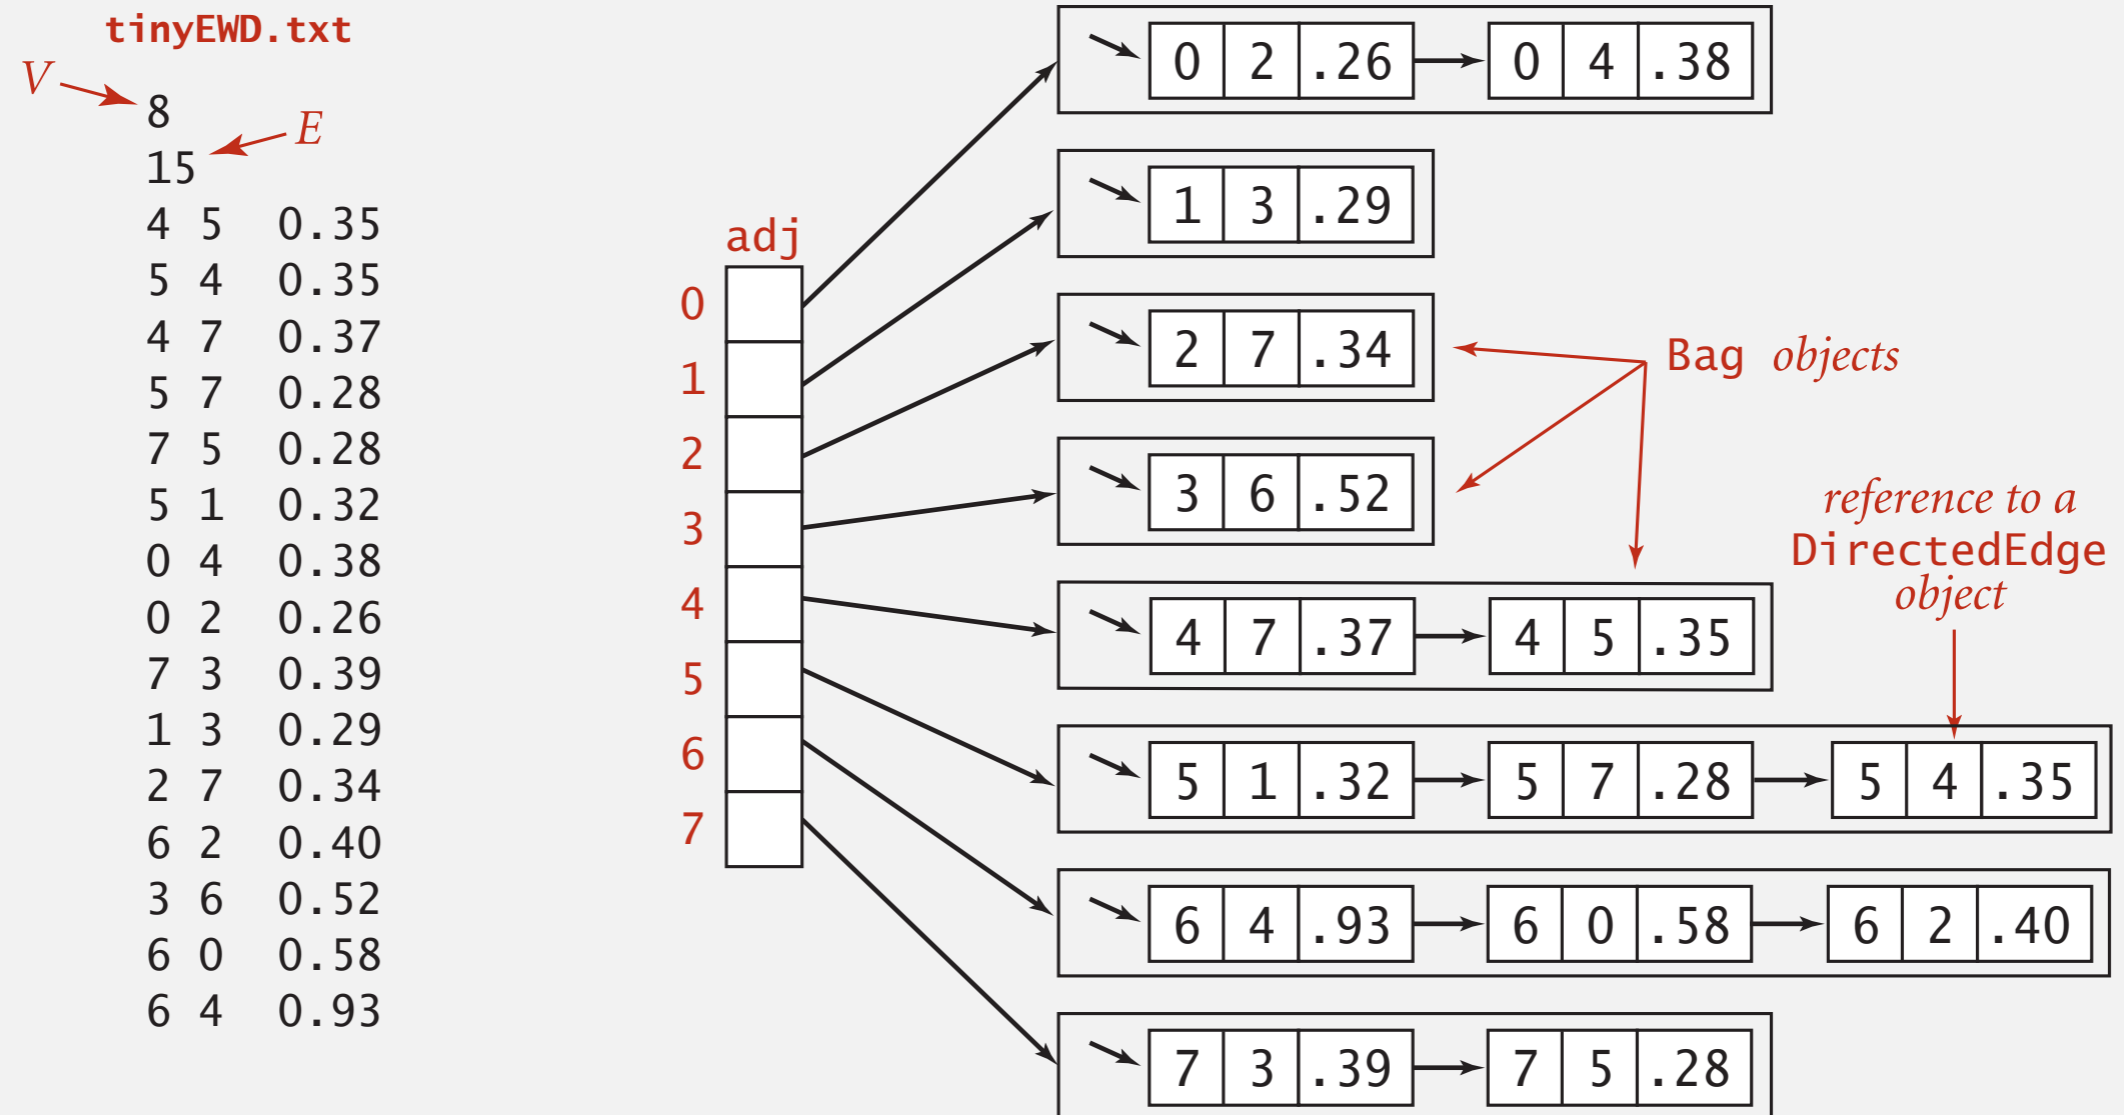 tinyEWD.txt
V
8
E
15
4 5 0.35
5 4 0.35
4 7 0.37
5 7 0.28
7 5 0.28
5 1 0.32
0 4 0.38
0 2 0.26
7 3 0.39
1 3 0.29
2 7 0.34
6 2 0.40
3 6 0.52
6 0 0.58
6 4 0.93
adj
0
1
2
3
4
5
6
7
0 2 .26 0 4 .38
1 3 .29
2 7 .34
3 6 .52
4 7 .37 4 5 .35
5 1 .32 5 7 .28 5 4 .35
6 4 .93 6 0 .58 6 2 .40
7 3 .39 7 5 .28
Bag objects
reference to a
DirectedEdge
object